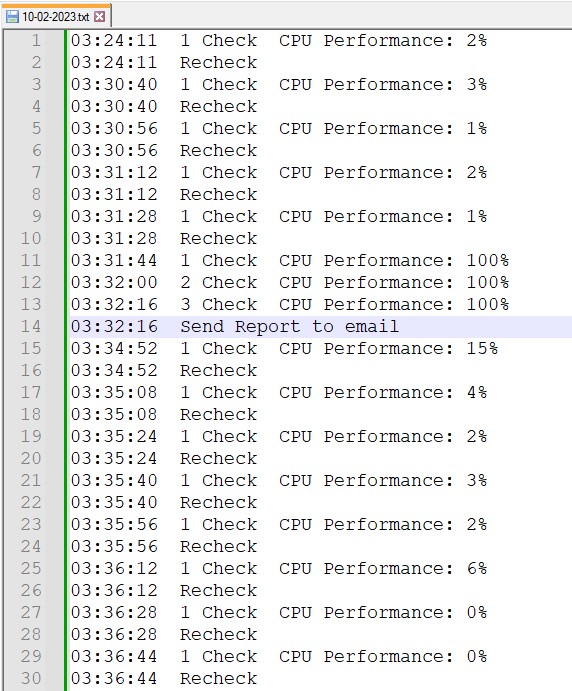 10-02-2023.txt
1 03:24:11 1 Check CPU Performance: 2%
2 03:24:11 Recheck
3 03:30:40 1 Check CPU Performance: 3%
4 03:30:40 Recheck
5 03:30:56 1 Check CPU Performance: 1%
6 03:30:56 Recheck
7 03:31:12 1 Check CPU Performance: 2%
8 03:31:12 Recheck
9 03:31:28 1 Check CPU Performance: 1%
10 03:31:28 Recheck
11 03:31:44 1 Check CPU Performance: 100%
12 03:32:00 2 Check CPU Performance: 100%
13 03:32:16 3 Check CPU Performance: 100%
14 03:32:16 Send Report to email
15 03:34:52 1 Check CPU Performance: 15%
16 03:34:52 Recheck
17 03:35:08 1 Check CPU Performance: 4%
18 03:35:08 Recheck
19 03:35:24 1 Check CPU Performance: 2%
20 03:35:24 Recheck
21 03:35:40 1 Check CPU Performance: 3%
22 03:35:40 Recheck
23 03:35:56 1 Check CPU Performance: 2%
24 03:35:56 Recheck
25 03:36:12 1 Check CPU Performance: 6%
26 03:36:12 Recheck
27 03:36:28 1 Check CPU Performance: 0%
28 03:36:28 Recheck
29 03:36:44 1 Check CPU Performance: 0%
30 03:36:44 Recheck